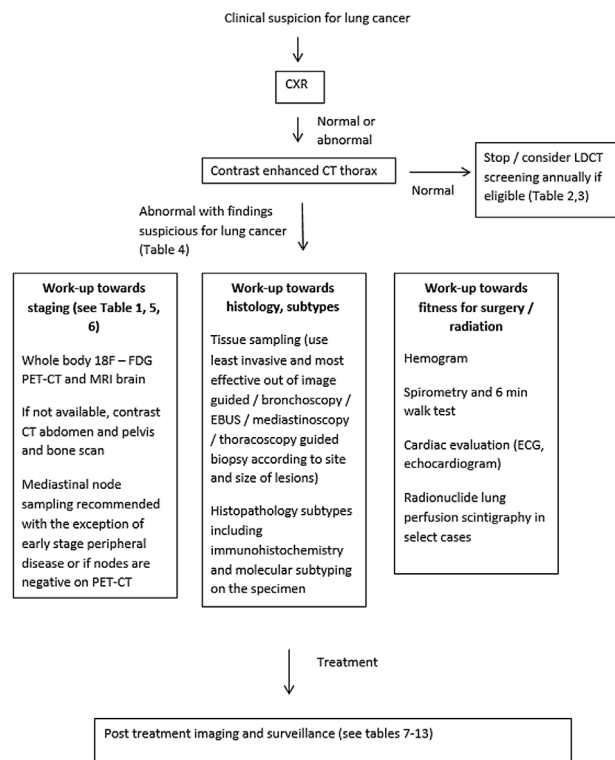 Clinical suspicion for lung cancer
CXR
Normal or
abnormal
Contrast enhanced CT thorax
Normal
Stop / consider LDCT
screening annually if
eligible (Table 2,3)
Abnormal with findings
suspicious for lung cancer
(Table 4)
Work-up towards
staging (see Table 1, 5,
6)
Whole body 18F – FDG
PET-CT and MRI brain
If not available, contrast
CT abdomen and pelvis
and bone scan
Mediastinal node
sampling recommended
with the exception of
early stage peripheral
disease or if nodes are
negative on PET-CT
Work-up towards
histology, subtypes
Tissue sampling (use
least invasive and most
effective out of image
guided / bronchoscopy /
EBUS / mediastinoscopy
/ thoracoscopy guided
biopsy according to site
and size of lesions)
Histopathology subtypes
including
immunohistochemistry
and molecular subtyping
on the specimen
Work-up towards
fitness for surgery /
radiation
Hemogram
Spirometry and 6 min
walk test
Cardiac evaluation (ECG,
echocardiogram)
Radionuclide lung
perfusion scintigraphy in
select cases
Treatment
Post treatment imaging and surveillance (see tables 7-13)